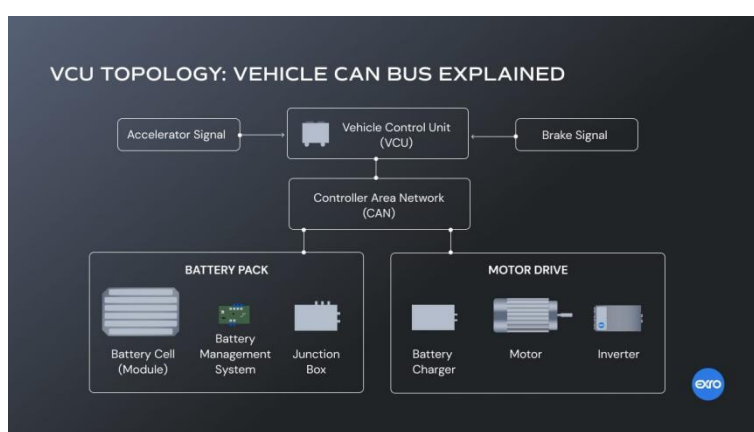 VCU TOPOLOGY: VEHICLE CAN BUS EXPLAINED
Accelerator Signal
Vehicle Control Unit
(VCU)
Brake Signal
Controller Area Network
(CAN)
BATTERY PACK
Battery Cell
(Module)
Battery
Management
System
Junction
Box
MOTOR DRIVE
Battery
Charger
Motor
Inverter
exro